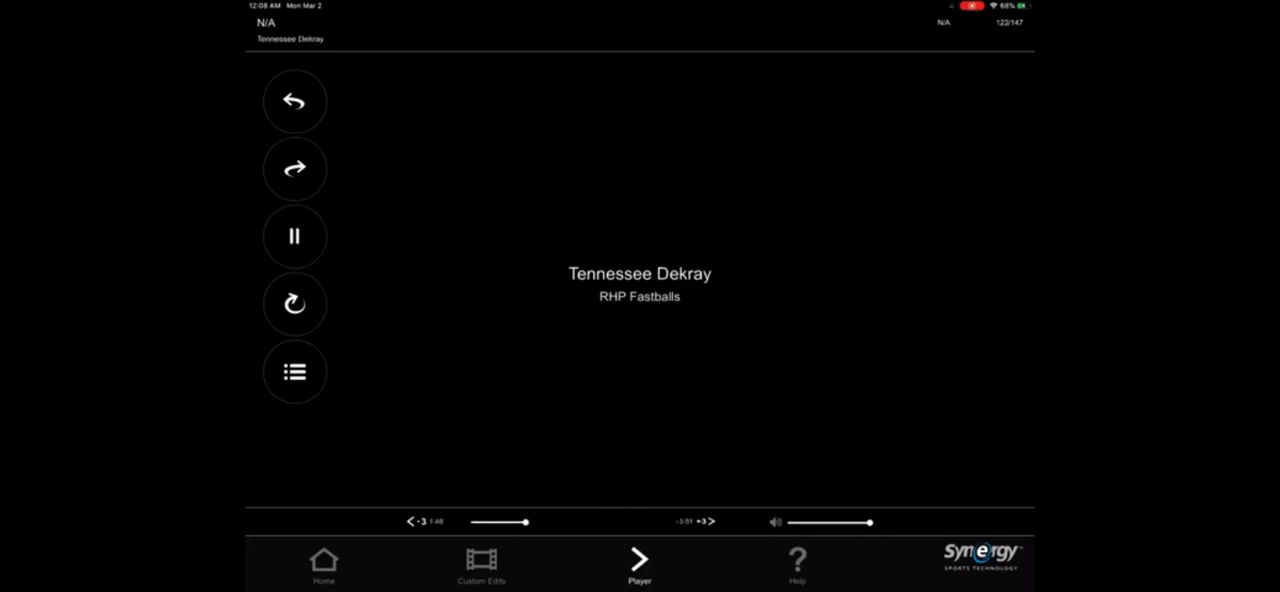 12:08 AM Mon Mar 2
68%
N/A
N/A
123/147
Tennessee Dekray
Tennessee Dekray
RHP Fastballs
-3 1:48
-3:51 +3
Home
Custom Edits
Player
Help
Synergy
SPORTS TECHNOLOGY